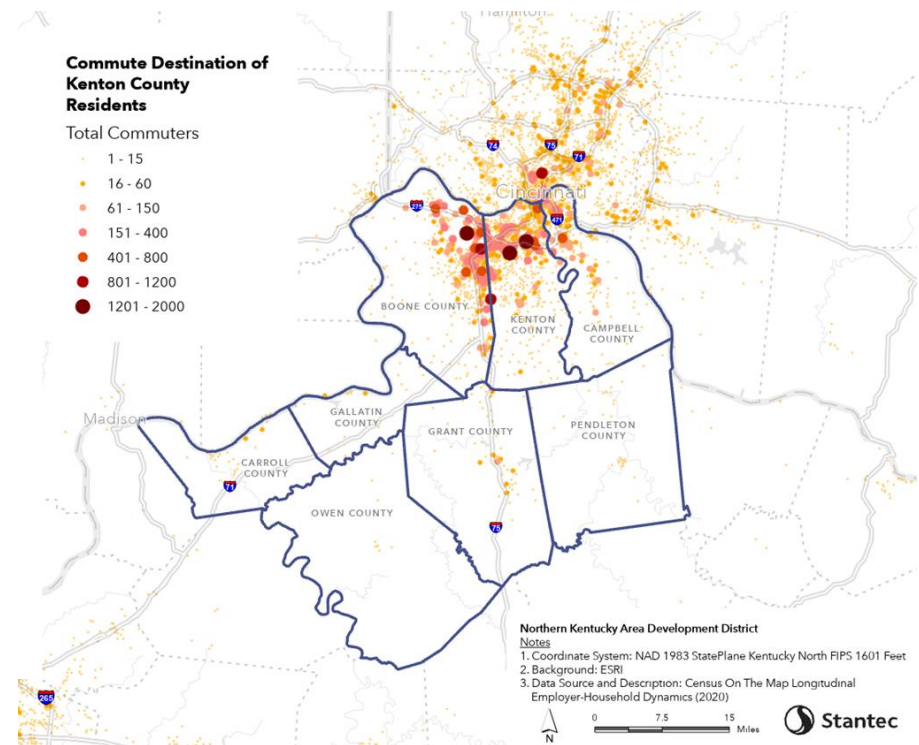 Hamilton
Commute Destination of
Kenton County
Residents
Total Commuters
1 - 15
16 - 60
61 - 150
151 - 400
401 - 800
801 - 1200
1201 - 2000
74
75
71
Cincinnati
275
471
BOONE COUNTY
KENTON
COUNTY
CAMPBELL
COUNTY
Madison
GALLATIN
COUNTY
GRANT COUNTY
PENDLETON
COUNTY
CARROLL
COUNTY
71
OWEN COUNTY
75
265
Northern Kentucky Area Development District
Notes
1. Coordinate System: NAD 1983 StatePlane Kentucky North FIPS 1601 Feet
2. Background: ESRI
3. Data Source and Description: Census On The Map Longitudinal
Employer-Household Dynamics (2020)
N
0 7.5 15
Miles
Stantec